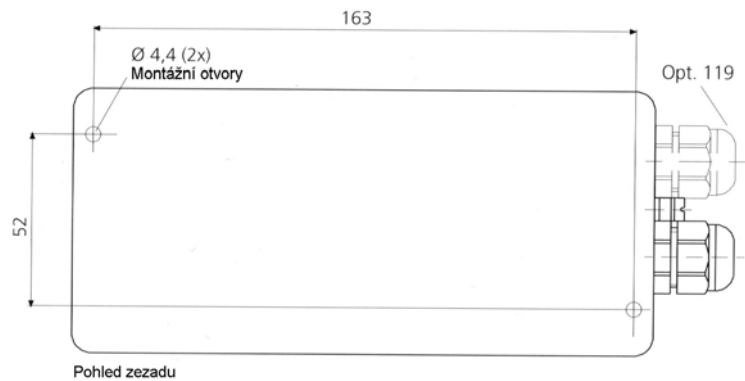 163
Ø 4,4 (2x)
Montážní otvory
Opt. 119
52
Pohled zezadu